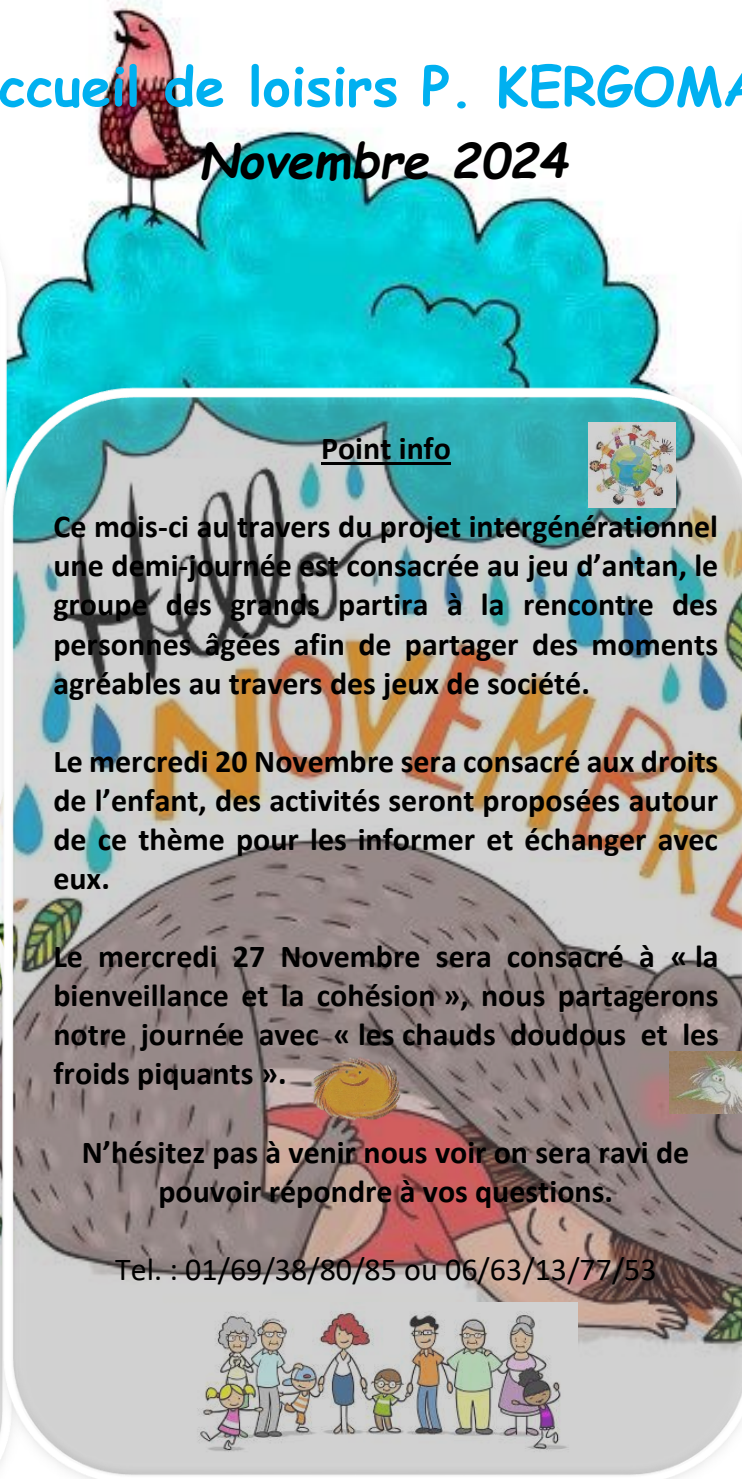 ccueil de loisirs P. KERGOMA
Novembre 2024
Point info
Ce mois-ci au travers du projet intergénérationnel
une demi-journée est consacrée au jeu d’antan, le
groupe des grands partira à la rencontre des
personnes âgées afin de partager des moments
agréables au travers des jeux de société.
Hello
NOVEMBRE
Le mercredi 20 Novembre sera consacré aux droits
de l’enfant, des activités seront proposées autour
de ce thème pour les informer et échanger avec
eux.
Le mercredi 27 Novembre sera consacré à « la
bienveillance et la cohésion », nous partagerons
notre journée avec « les chauds doudous et les
froids piquants ».
N’hésitez pas à venir nous voir on sera ravi de
pouvoir répondre à vos questions.
Tel. : 01/69/38/80/85 ou 06/63/13/77/53